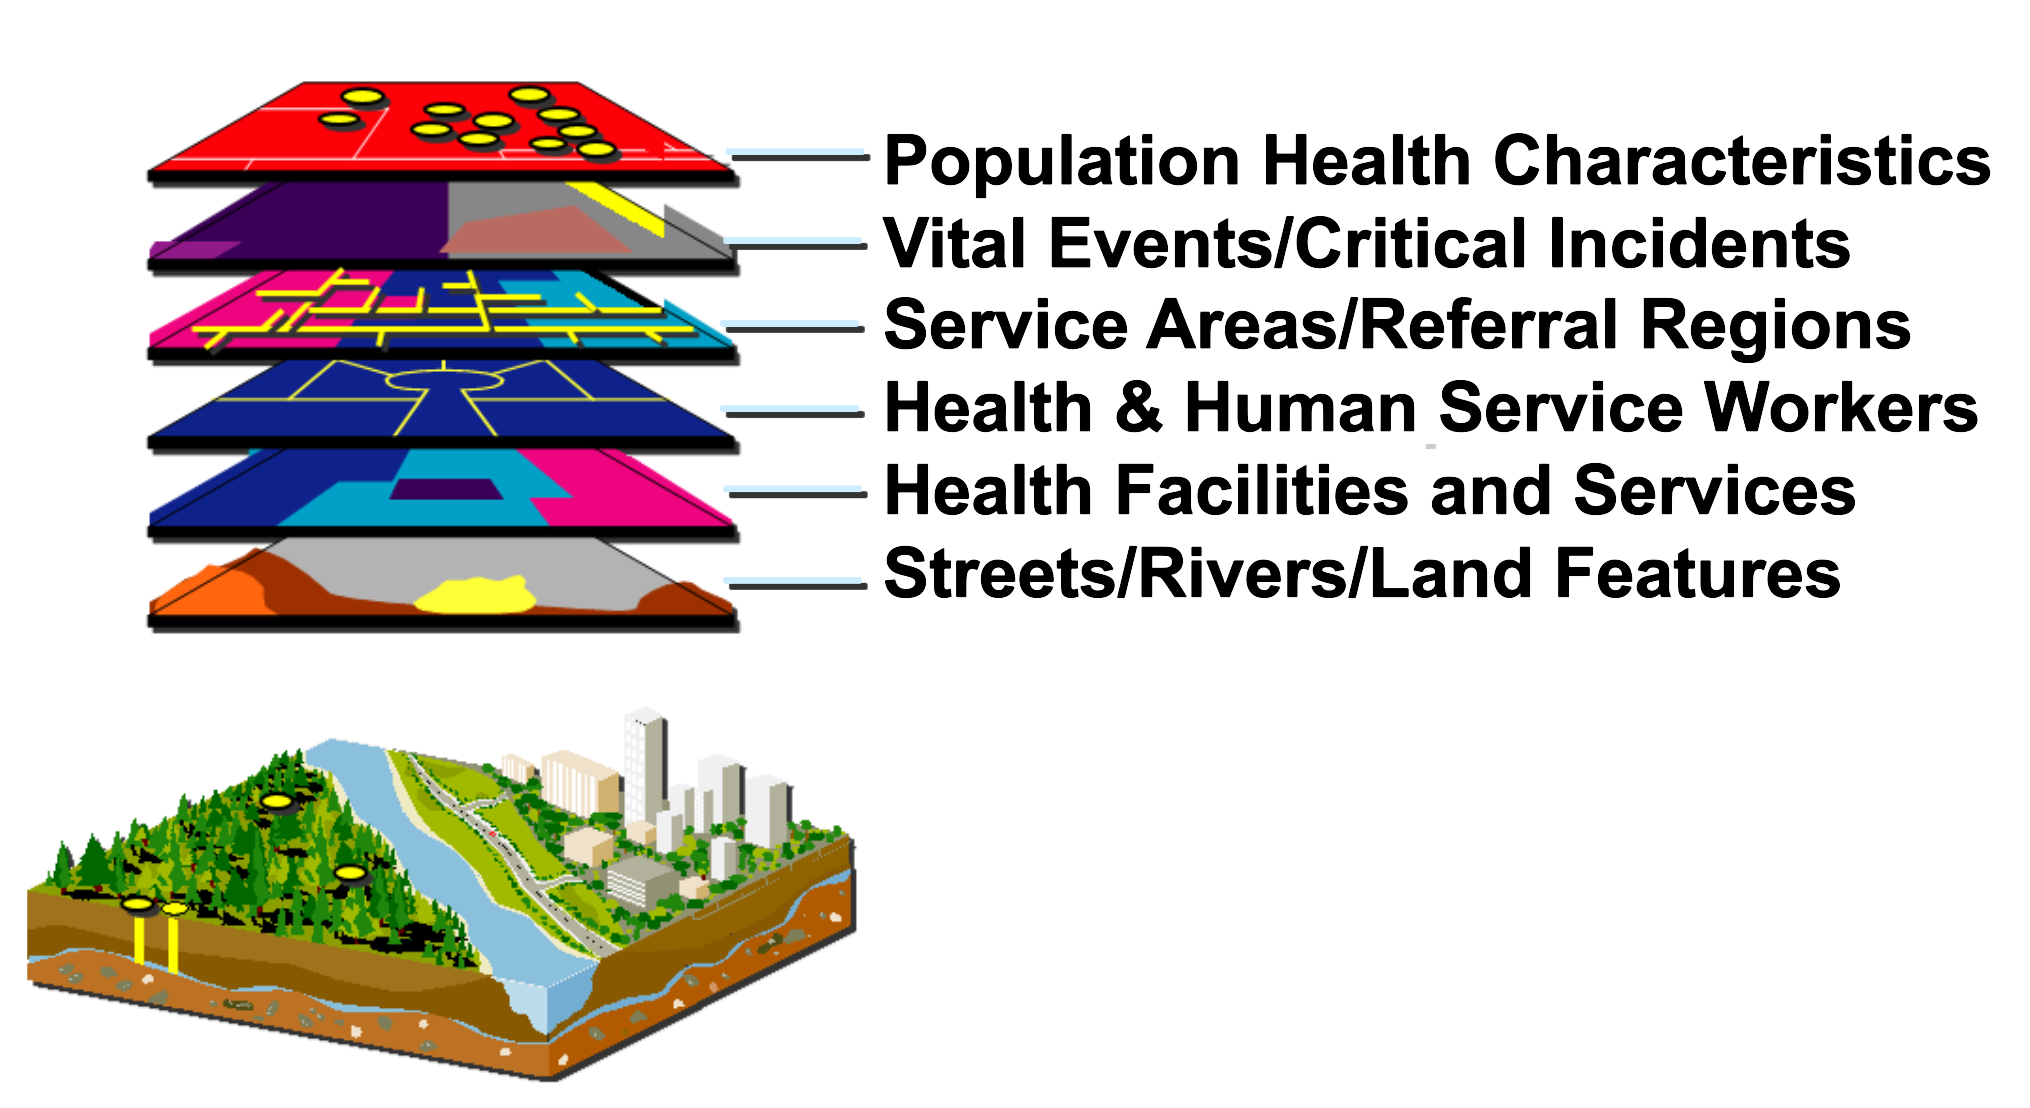 Population Health Characteristics
Vital Events/Critical Incidents
Service Areas/Referral Regions
Health & Human Service Workers
Health Facilities and Services
Streets/Rivers/Land Features